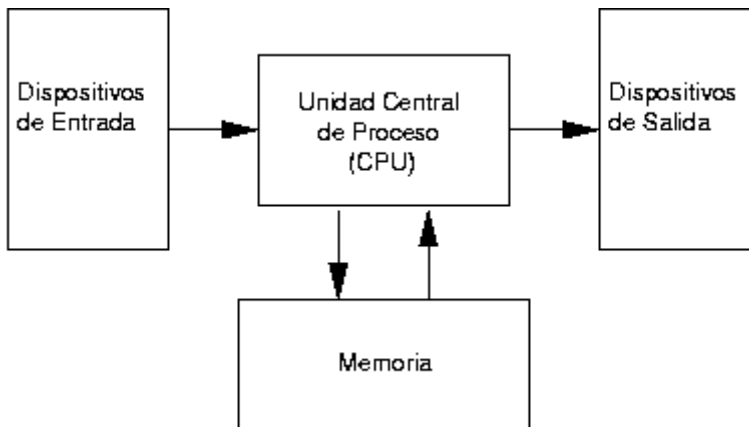 Dispositivos
de Entrada
Unidad Central
de Proceso
(CPU)
Dispositivos
de Salida
Memoria